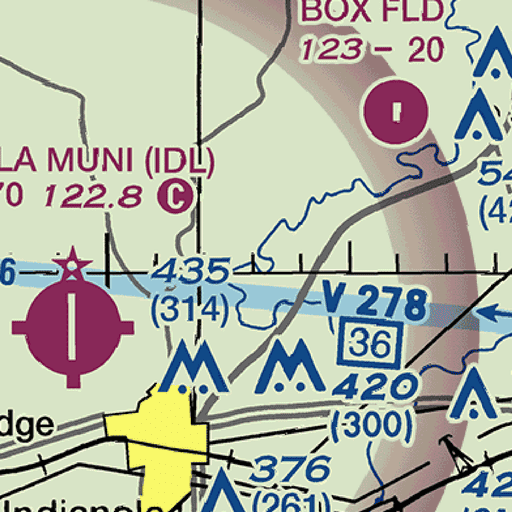 BOX FLD
123 - 20
LA MUNI (IDL)
70 122.8 C
54
(42
6
435
(314)
V 278
36
420
(300)
dge
376
(261)
42
Indianola